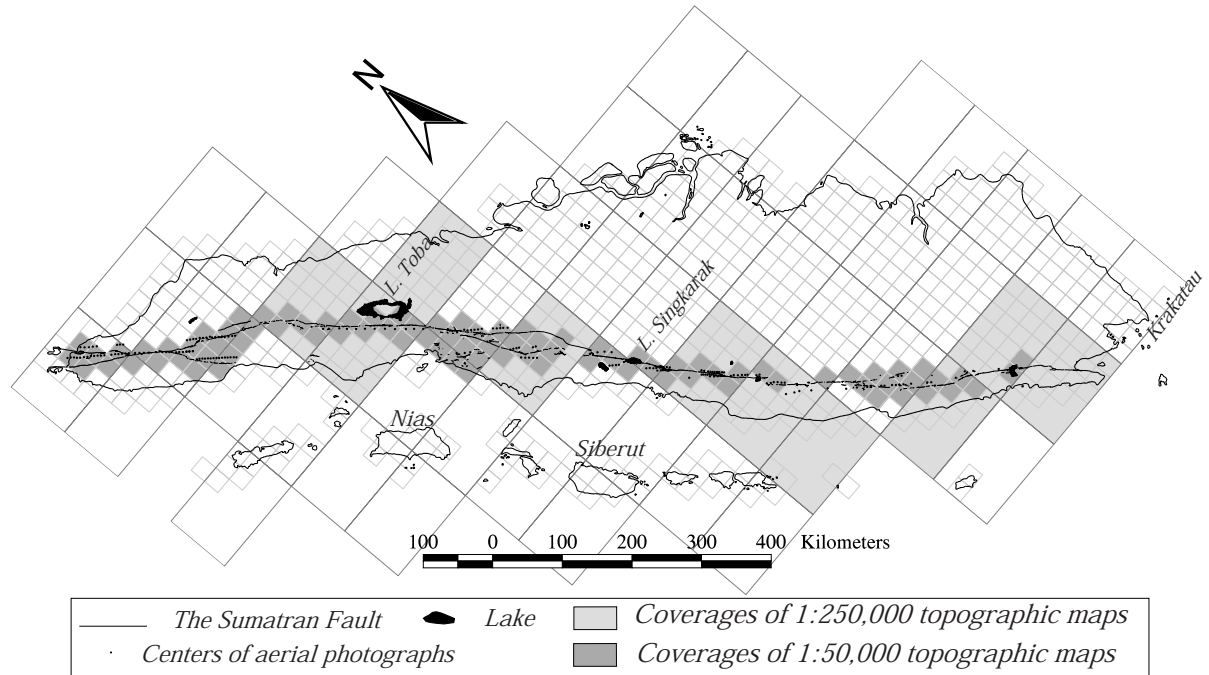 N
L. Toba
L. Singkarak
Krakatau
Nias
Siberut
100 0 100 200 300 400 Kilometers
The Sumatran Fault Lake Coverages of 1:250,000 topographic maps
Centers of aerial photographs Coverages of 1:50,000 topographic maps